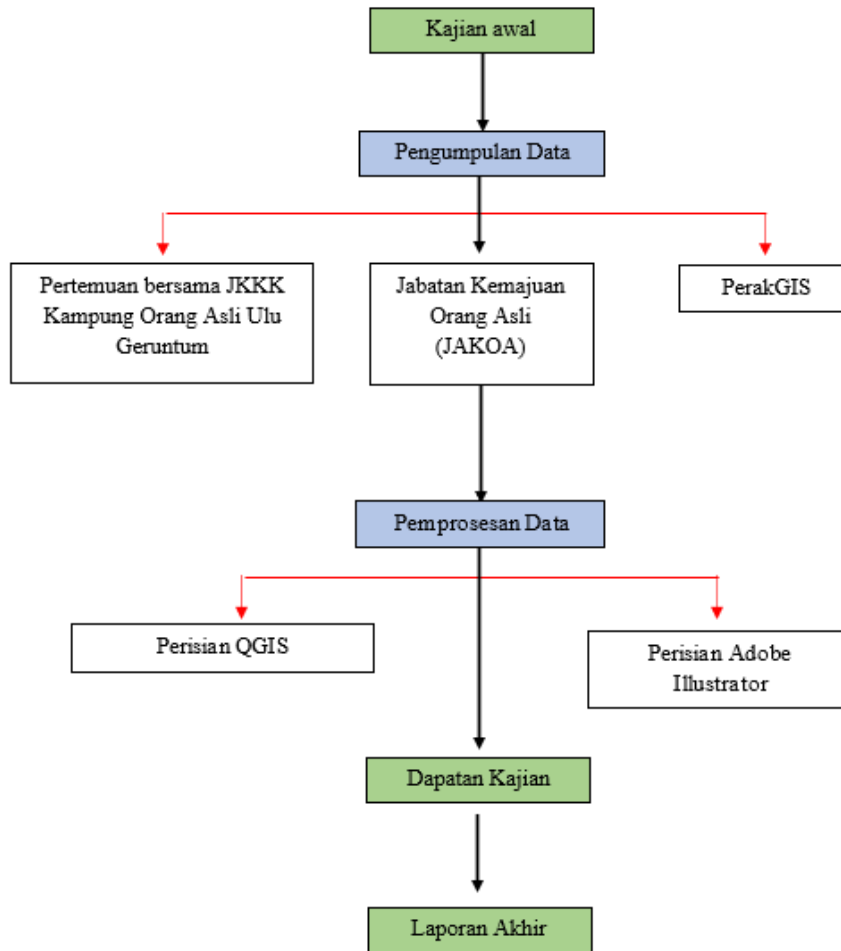 Kajian awal
Pengumpulan Data
Pertemuan bersama JKKK
Kampung Orang Asli Ulu
Geruntum
Jabatan Kemajuan
Orang Asli
(JAKOA)
PerakGIS
Pemprosesan Data
Perisian QGIS
Perisian Adobe
Illustrator
Dapatan Kajian
Laporan Akhir